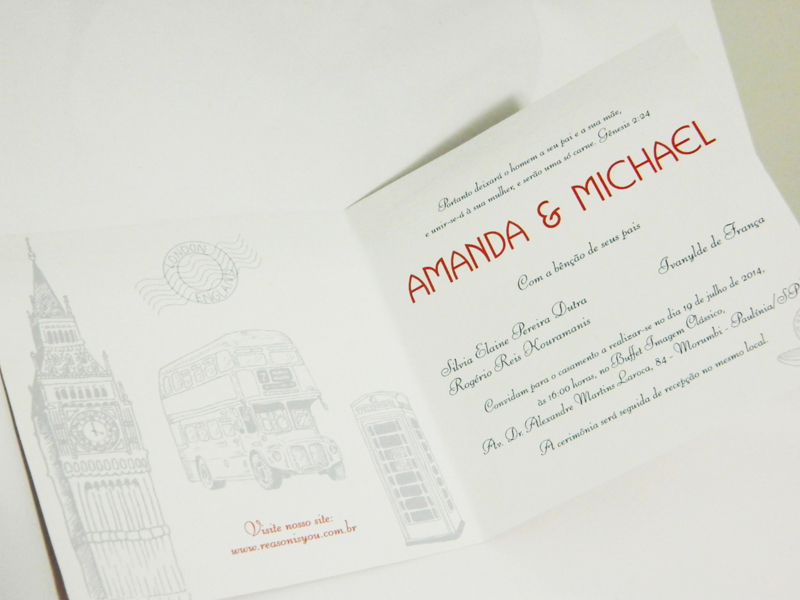 LONDON
ENGLAND
Visite nosso site:
www.reasonisyou.com.br
Portanto deixará o homem a seu pai e a sua mãe,
e unir-se-á à sua mulher, e serão uma só carne. Gênesis 2:24
AMANDA & MICHAEL
Com a bênção de seus pais
Silvia Elaine Pereira Dutra
Ivanylde de França
Rogério Reis Kouramanis
Convidam para o casamento a realizar-se no dia 19 de julho de 2014,
às 16:00 horas, no Buffet Imagem Clássico,
Av. Dr. Alexandre Martins Laroca, 84 - Morumbi - Paulínia/SP
A cerimônia será seguida de recepção no mesmo local.